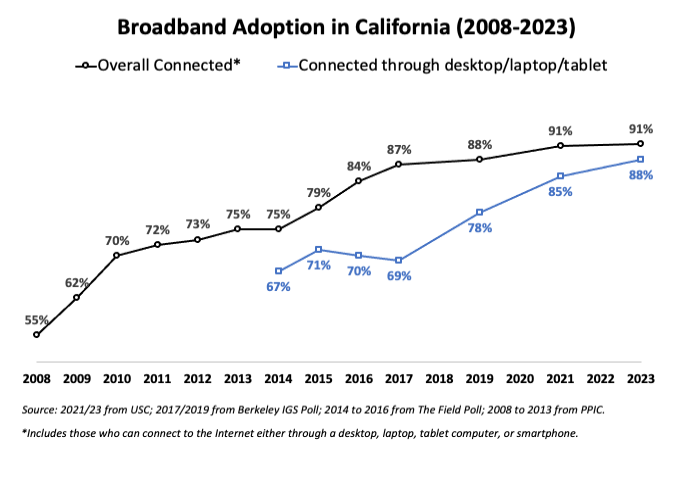 Broadband Adoption in California (2008-2023)
Overall Connected* Connected through desktop/laptop/tablet
55% 62% 70% 72% 73% 75% 75% 79% 84% 87% 88% 91% 91%
67% 71% 70% 69% 78% 85% 88%
2008 2009 2010 2011 2012 2013 2014 2015 2016 2017 2018 2019 2020 2021 2022 2023
Source: 2021/23 from USC; 2017/2019 from Berkeley IGS Poll; 2014 to 2016 from The Field Poll; 2008 to 2013 from PPIC.
*Includes those who can connect to the Internet either through a desktop, laptop, tablet computer, or smartphone.